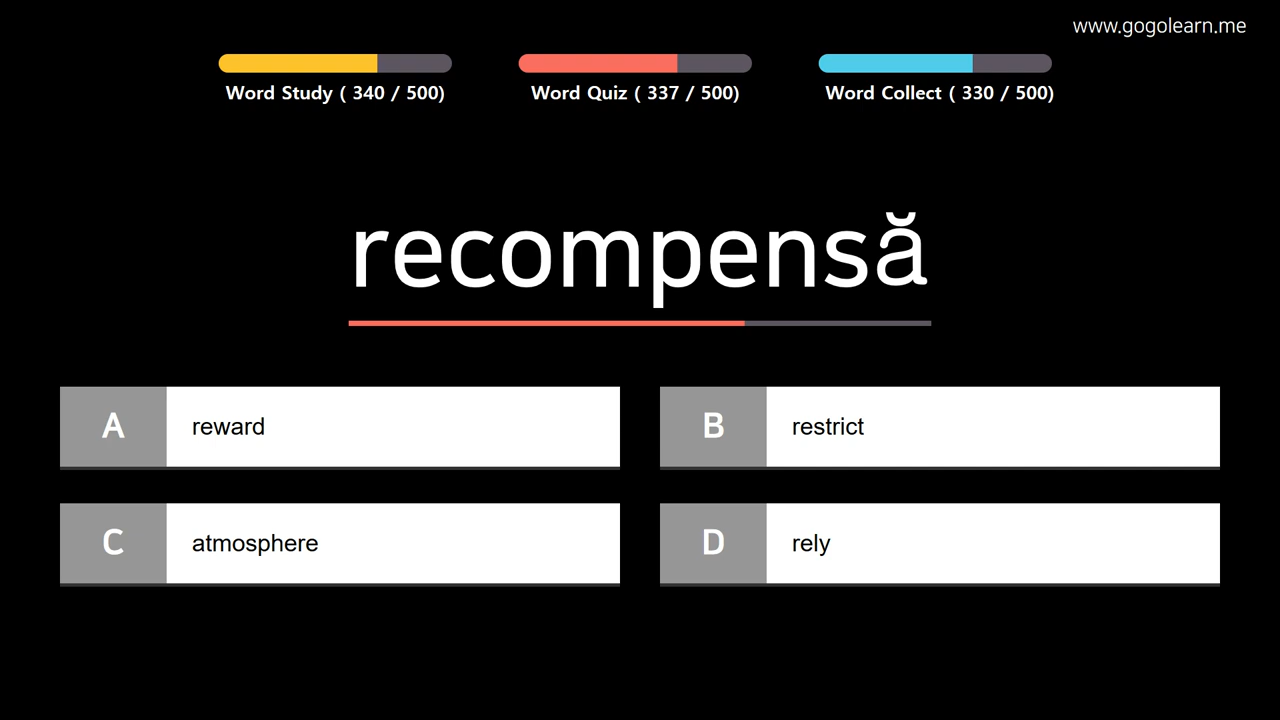 www.gogolearn.me
Word Study ( 340 / 500)
Word Quiz ( 337 / 500)
Word Collect ( 330 / 500)
recompensă
A reward
B restrict
C atmosphere
D rely